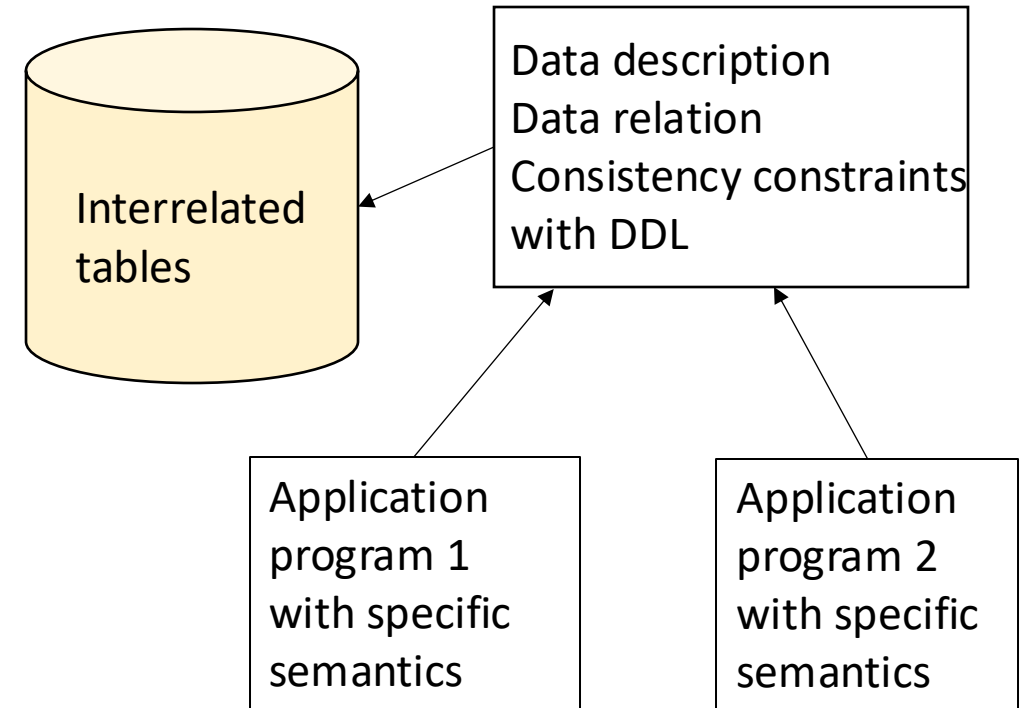 Data description
Data relation
Consistency constraints
with DDL
Interrelated
tables
Application
program 1
with specific
semantics
Application
program 2
with specific
semantics